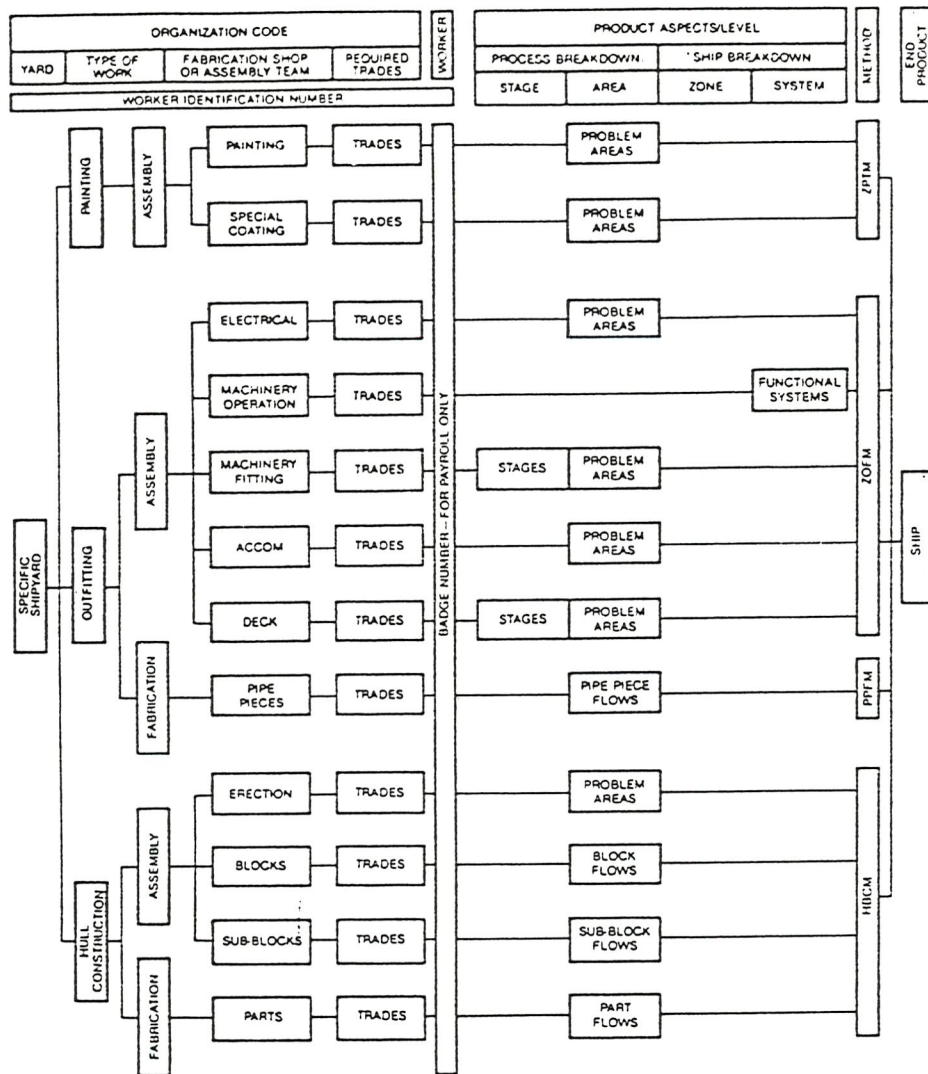 ORGANIZATION CODE
WORKER
PRODUCT ASPECTS/LEVEL
METHOD
END
PRODUCT
YARD
TYPE OF
WORK
FABRICATION SHOP
OR ASSEMBLY TEAM
REQUIRED
TRADES
PROCESS BREAKDOWN
SHIP BREAKDOWN
WORKER IDENTIFICATION NUMBER
STAGE
AREA
ZONE
SYSTEM
SPECIFIC
SHIPYARD
BADGE NUMBER – FOR PAYROLL ONLY
PAINTING
ASSEMBLY
PAINTING
TRADES
PROBLEM
AREAS
SPECIAL
COATING
TRADES
PROBLEM
AREAS
ZPTM
OUTFITTING
ASSEMBLY
ELECTRICAL
TRADES
PROBLEM
AREAS
MACHINERY
OPERATION
TRADES
FUNCTIONAL
SYSTEMS
MACHINERY
FITTING
TRADES
STAGES
PROBLEM
AREAS
ACCOM
TRADES
PROBLEM
AREAS
DECK
TRADES
STAGES
PROBLEM
AREAS
ZOFM
FABRICATION
PIPE
PIECES
TRADES
PIPE PIECE
FLOWS
PPFM
HULL
CONSTRUCTION
ASSEMBLY
ERECTION
TRADES
PROBLEM
AREAS
BLOCKS
TRADES
BLOCK
FLOWS
SUB-BLOCKS
TRADES
SUB-BLOCK
FLOWS
FABRICATION
PARTS
TRADES
PART
FLOWS
HBCM
SHIP